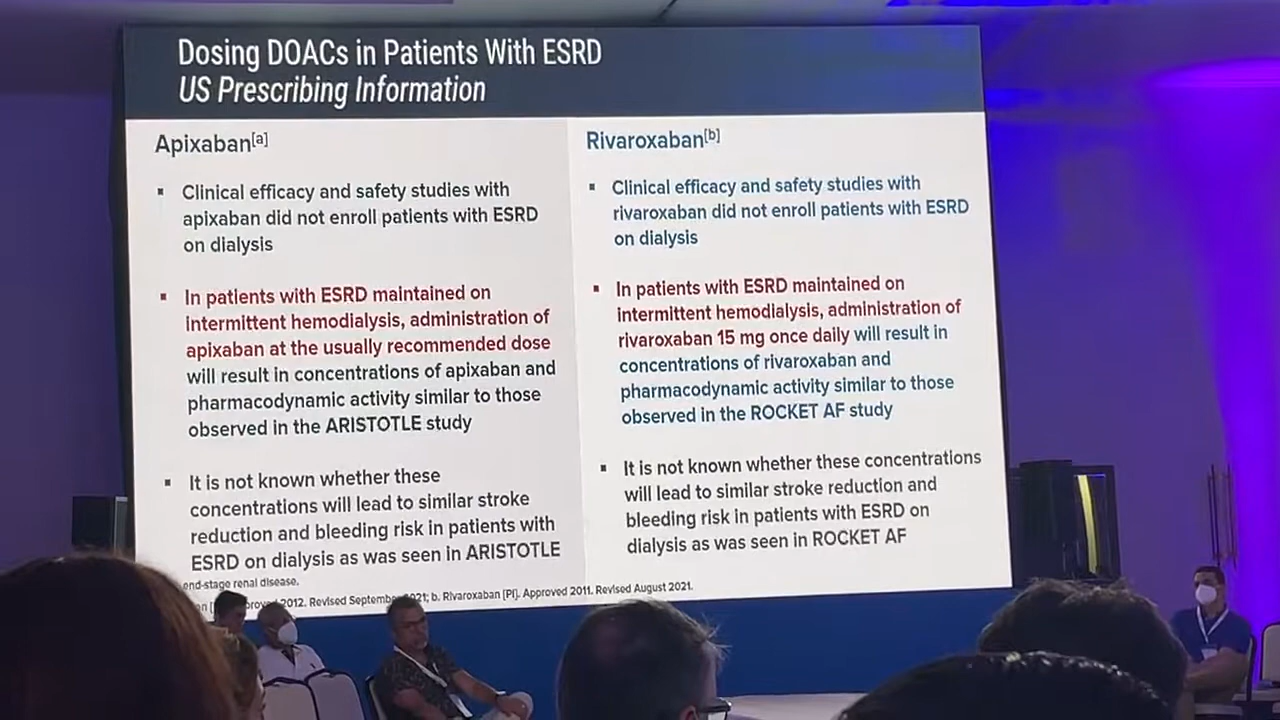 Dosing DOACs in Patients With ESRD
US Prescribing Information
Apixaban[a]
▪ Clinical efficacy and safety studies with
apixaban did not enroll patients with ESRD
on dialysis
▪ In patients with ESRD maintained on
intermittent hemodialysis, administration of
apixaban at the usually recommended dose
will result in concentrations of apixaban and
pharmacodynamic activity similar to those
observed in the ARISTOTLE study
▪ It is not known whether these
concentrations will lead to similar stroke
reduction and bleeding risk in patients with
ESRD on dialysis as was seen in ARISTOTLE
Rivaroxaban[b]
▪ Clinical efficacy and safety studies with
rivaroxaban did not enroll patients with ESRD
on dialysis
▪ In patients with ESRD maintained on
intermittent hemodialysis, administration of
rivaroxaban 15 mg once daily will result in
concentrations of rivaroxaban and
pharmacodynamic activity similar to those
observed in the ROCKET AF study
▪ It is not known whether these concentrations
will lead to similar stroke reduction and
bleeding risk in patients with ESRD on
dialysis as was seen in ROCKET AF
end-stage renal disease.
2012. Revised September 2021; b. Rivaroxaban [PI]. Approved 2011. Revised August 2021.